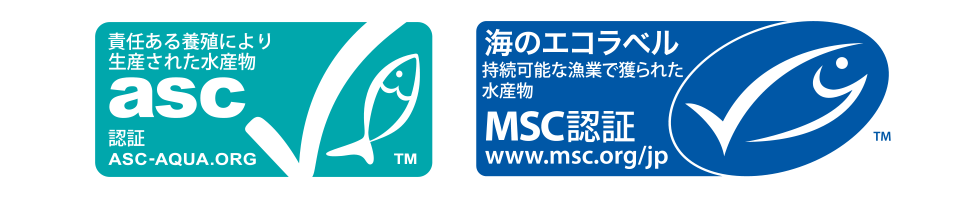 責任ある養殖により
生産された水産物
asc
認証
ASC-AQUA.ORG
TM
海のエコラベル
持続可能な漁業で獲られた
水産物
MSC認証
www.msc.org/jp
TM